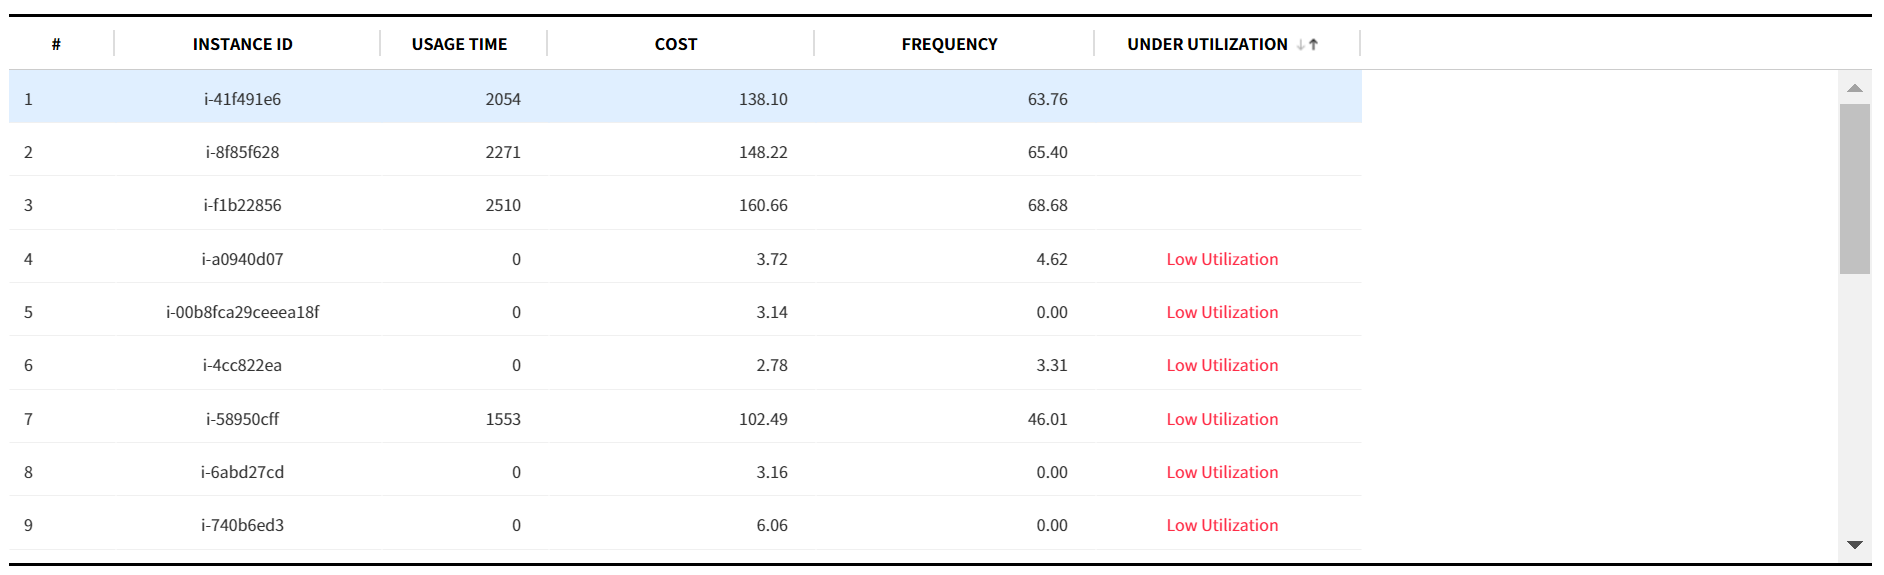 # INSTANCE ID USAGE TIME COST FREQUENCY UNDER UTILIZATION ↓↑
1 i-41f491e6 2054 138.10 63.76
2 i-8f85f628 2271 148.22 65.40
3 i-f1b22856 2510 160.66 68.68
4 i-a0940d07 0 3.72 4.62 Low Utilization
5 i-00b8fca29ceeea18f 0 3.14 0.00 Low Utilization
6 i-4cc822ea 0 2.78 3.31 Low Utilization
7 i-58950cff 1553 102.49 46.01 Low Utilization
8 i-6abd27cd 0 3.16 0.00 Low Utilization
9 i-740b6ed3 0 6.06 0.00 Low Utilization